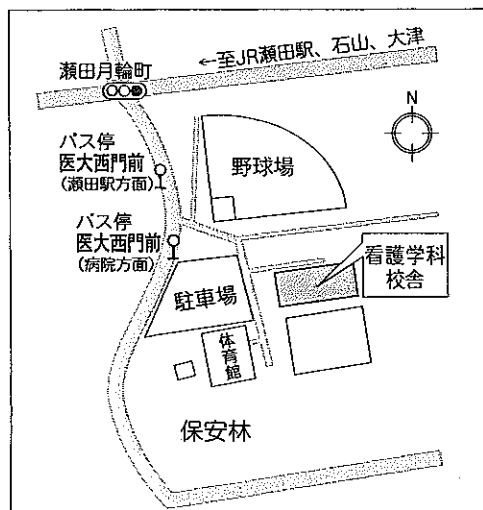 ←至JR瀬田駅、石山、大津
瀬田月輪町
N
バス停
医大西門前
(瀬田駅方面)
野球場
バス停
医大西門前
(病院方面)
看護学科
校舎
駐車場
体育館
保安林